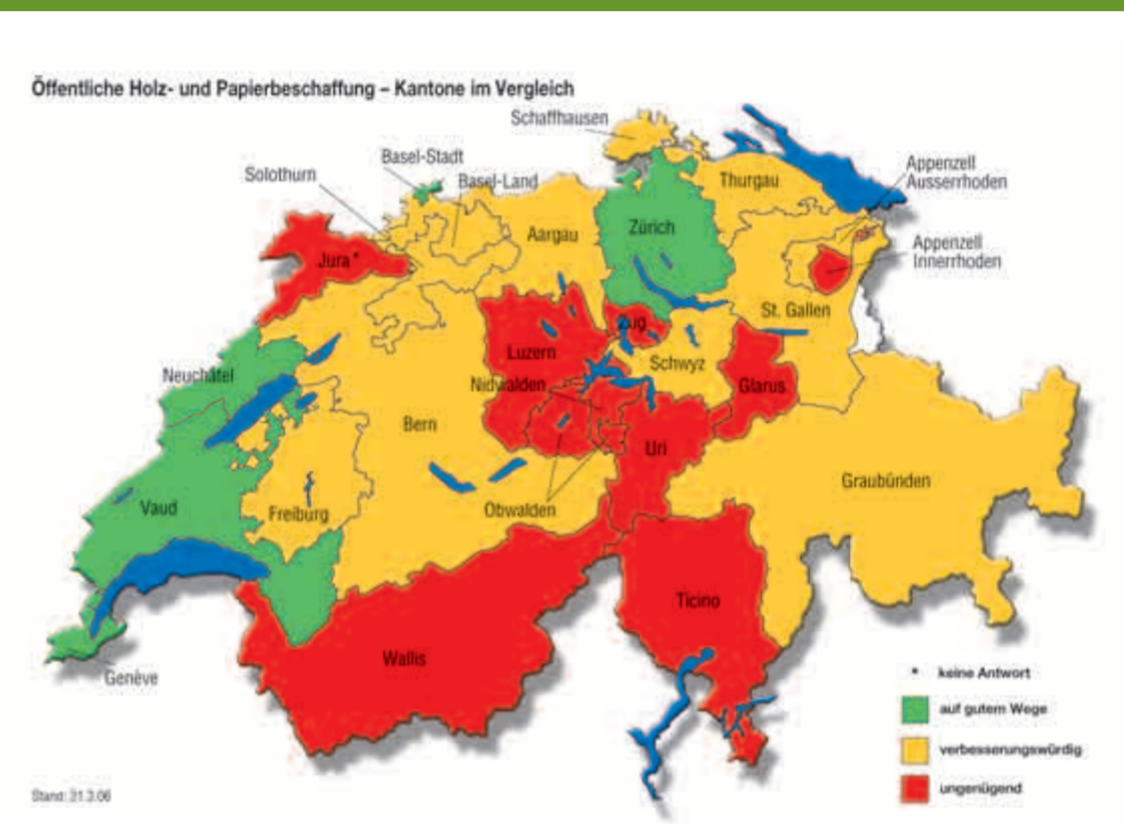 Öffentliche Holz- und Papierbeschaffung – Kantone im Vergleich
Schaffhausen
Basel-Stadt
Solothurn
Basel-Land
Thurgau
Appenzell
Ausserrhoden
Aargau
Zürich
Appenzell
Innerrhoden
Jura*
St. Gallen
Zug
Luzern
Schwyz
Neuchâtel
Nidwalden
Glarus
Bern
Uri
Graubünden
Vaud
Freiburg
Obwalden
Ticino
Wallis
Genève
* keine Antwort
auf gutem Wege
verbesserungswürdig
ungenügend
Stand: 31.3.06